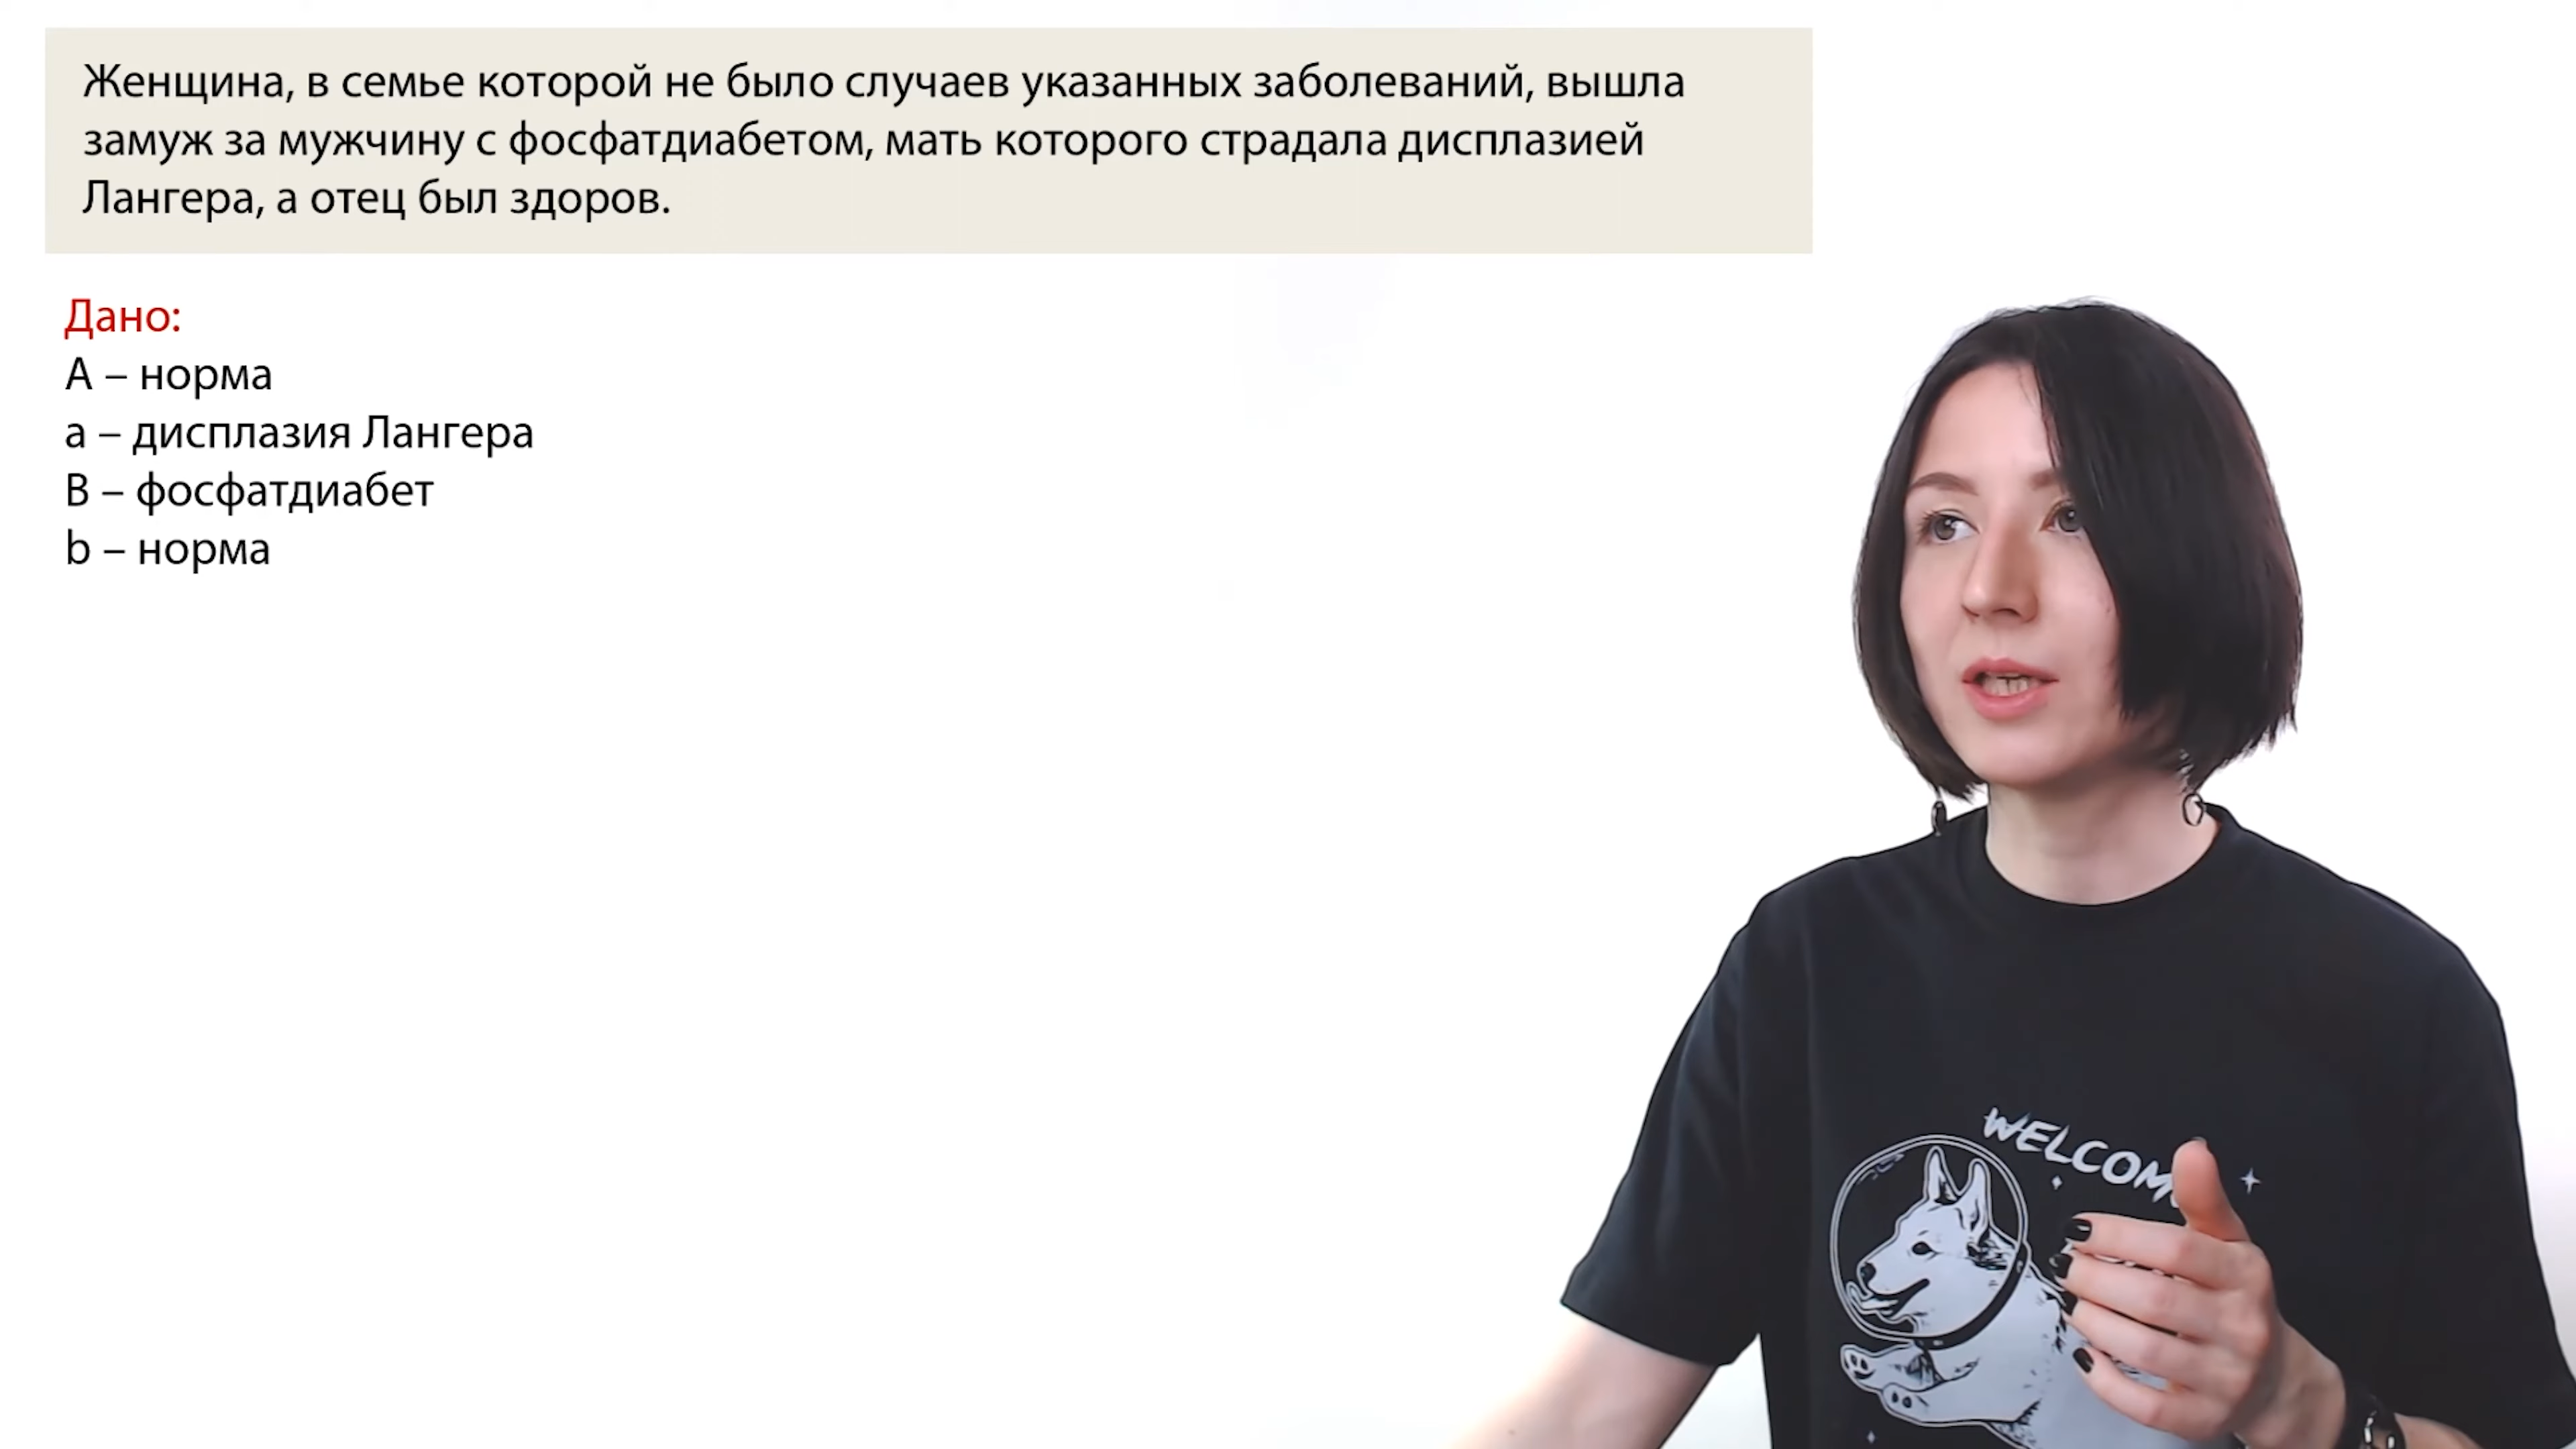 Женщина, в семье которой не было случаев указанных заболеваний, вышла
замуж за мужчину с фосфатдиабетом, мать которого страдала дисплазией
Лангера, а отец был здоров.
Дано:
A – норма
a – дисплазия Лангера
B – фосфатдиабет
b – норма
WELCOM